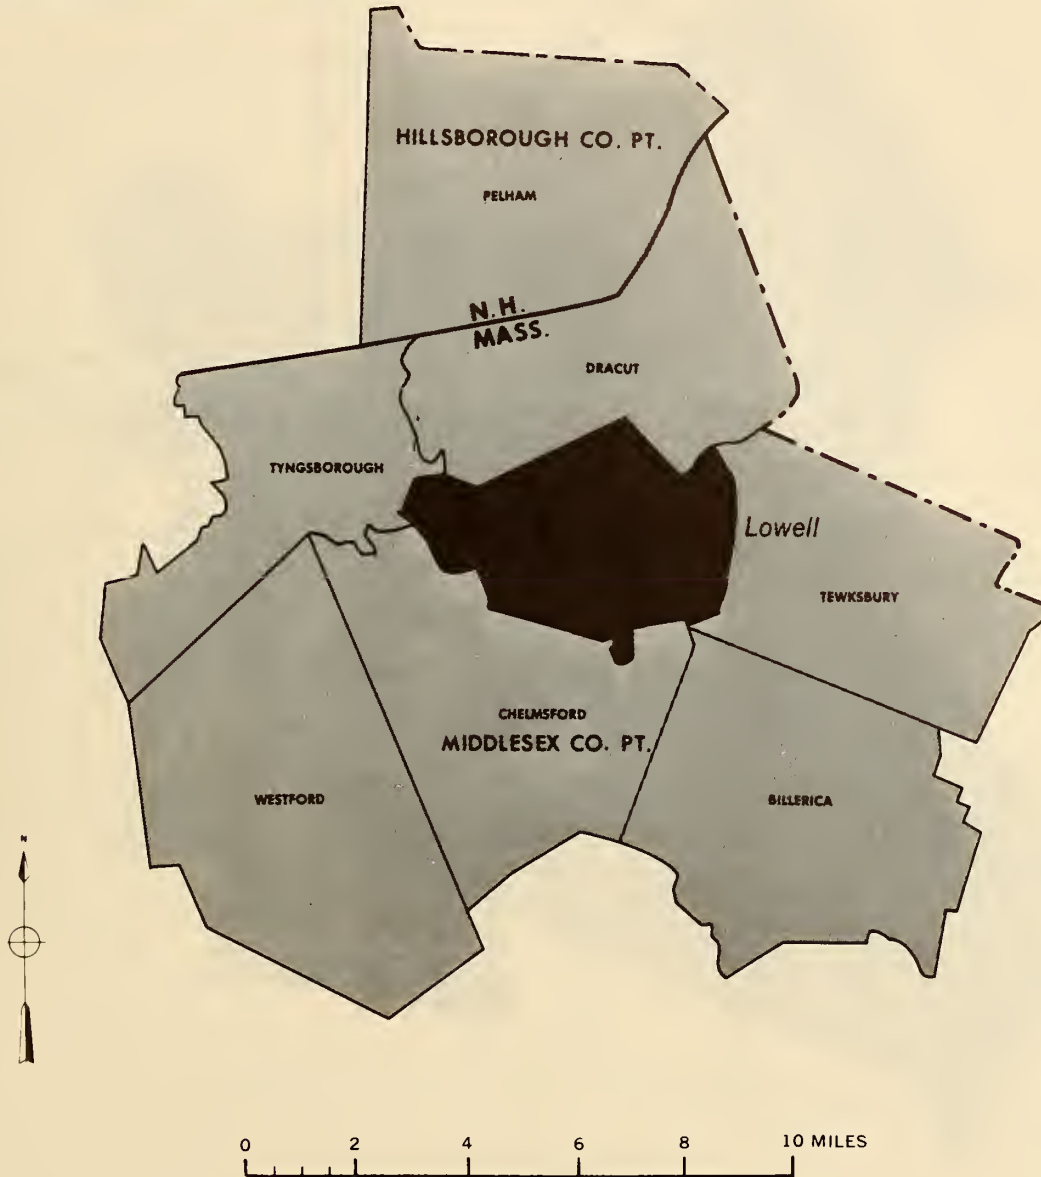 HILLSBOROUGH CO. PT.
PELHAM
N.H.
MASS.
DRACUT
TYNGSBOROUGH
Lowell
TEWKSBURY
CHELMSFORD
MIDDLESEX CO. PT.
WESTFORD
BILLERICA
N
0 2 4 6 8 10 MILES